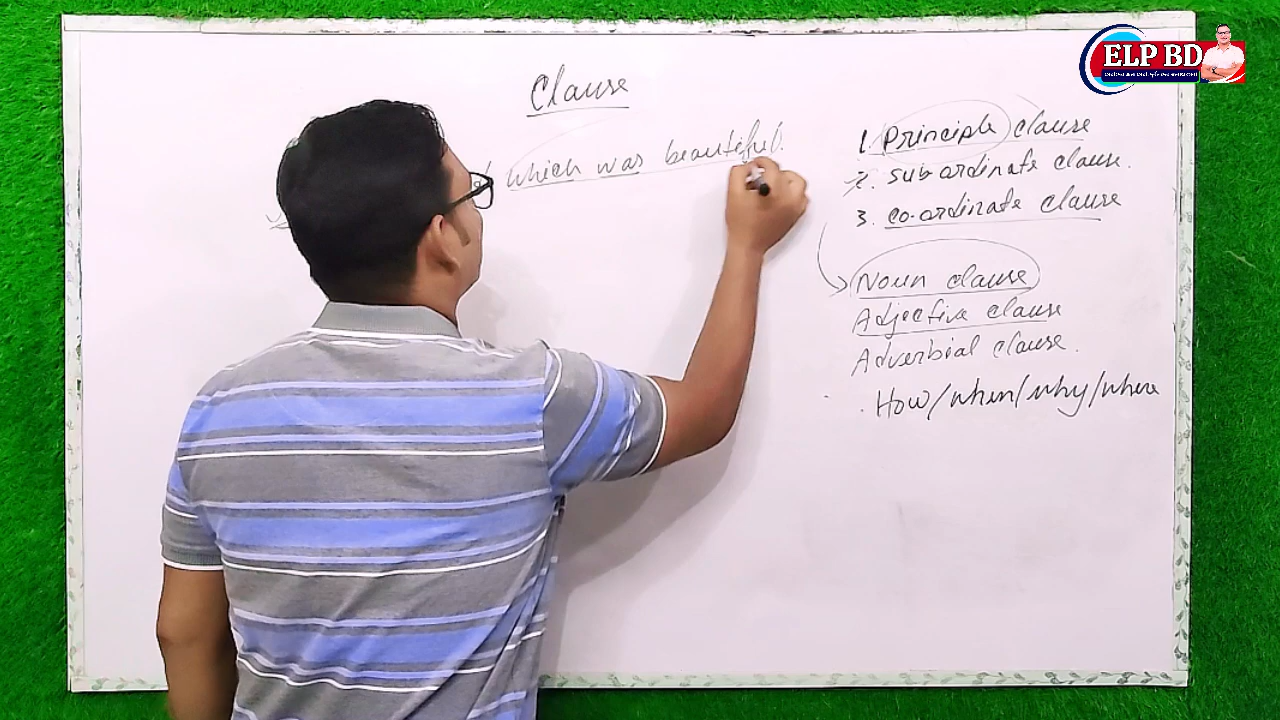 ELP BD
Clause
which was beautiful.
1. Principle clause
2. subordinate clause.
3. co-ordinate clause
Noun clause
Adjective clause
Adverbial clause.
How/when/why/where